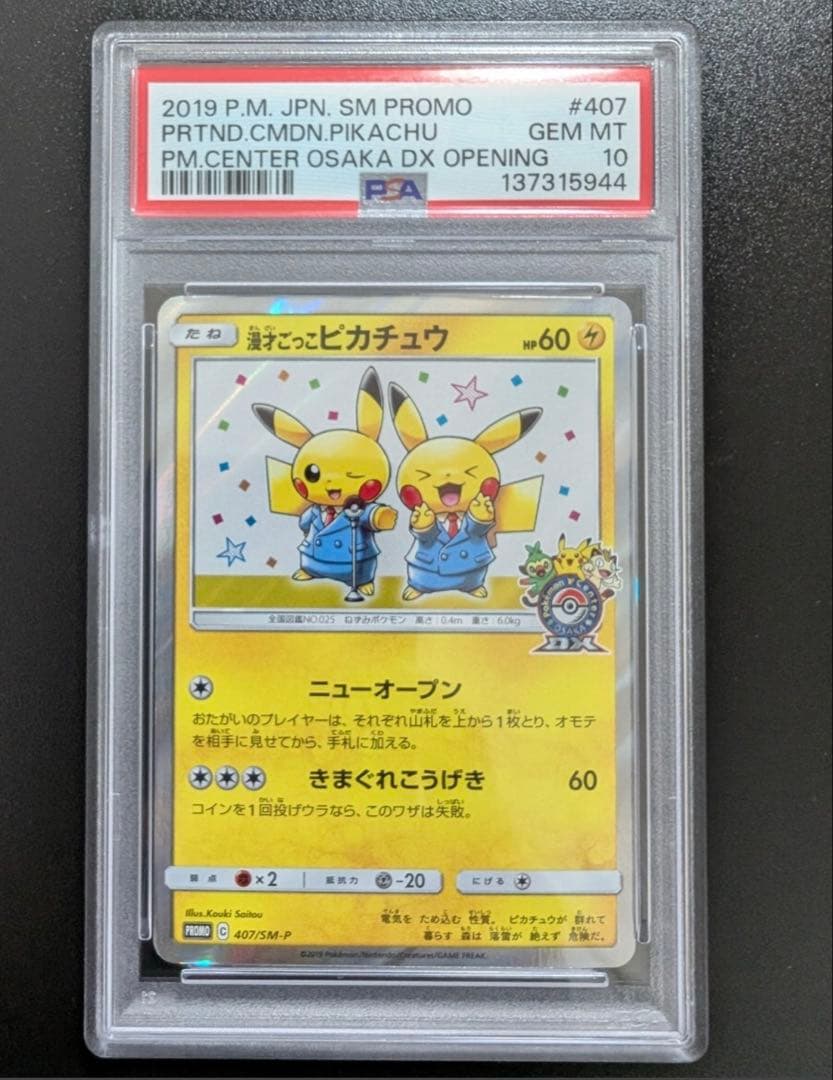 2019 P.M. JPN. SM PROMO #407
PRTND.CMDN.PIKACHU GEM MT
PM.CENTER OSAKA DX OPENING 10
PSA 137315944
たね 漫才ごっこピカチュウ HP60
Pokémon Center
OSAKA
DX
全国図鑑NO.025 ねずみポケモン 高さ:0.4m 重さ:6.0kg
ニューオープン
おたがいのプレイヤーは、それぞれ山札を上から1枚とり、オモテ
を相手に見せてから、手札に加える。
きまぐれこうげき 60
コインを1回投げウラなら、このワザは失敗。
弱点 ×2 抵抗力 -20 にげる
Illus.Kouki Saitou
電気を ため込む 性質。 ピカチュウが 群れて
PROMO C 407/SM-P 暮らす 森は 落雷が 絶えず 危険だ。
©2019 Pokémon/Nintendo/Creatures/GAME FREAK.